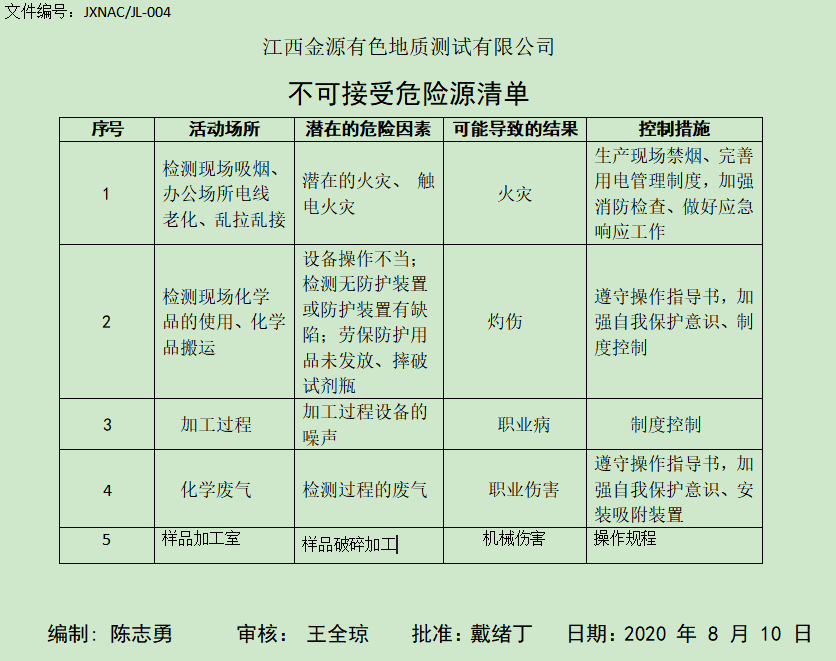 文件编号：JXNAC/JL-004
江西金源有色地质测试有限公司
不可接受危险源清单
序号 活动场所 潜在的危险因素 可能导致的结果 控制措施
1
检测现场吸烟、
办公场所电线
老化、乱拉乱接
潜在的火灾、 触
电火灾
火灾
生产现场禁烟、完善
用电管理制度，加强
消防检查、做好应急
响应工作
2
检测现场化学
品的使用、化学
品搬运
设备操作不当；
检测无防护装置
或防护装置有缺
陷；劳保防护用
品未发放、摔破
试剂瓶
灼伤
遵守操作指导书，加
强自我保护意识、制
度控制
3
加工过程
加工过程设备的
噪声
职业病
制度控制
4
化学废气
检测过程的废气
职业伤害
遵守操作指导书，加
强自我保护意识、安
装吸附装置
5
样品加工室
样品破碎加工
机械伤害
操作规程
编制: 陈志勇 审核： 王全琼 批准：戴绪丁 日期：2020 年 8 月 10 日